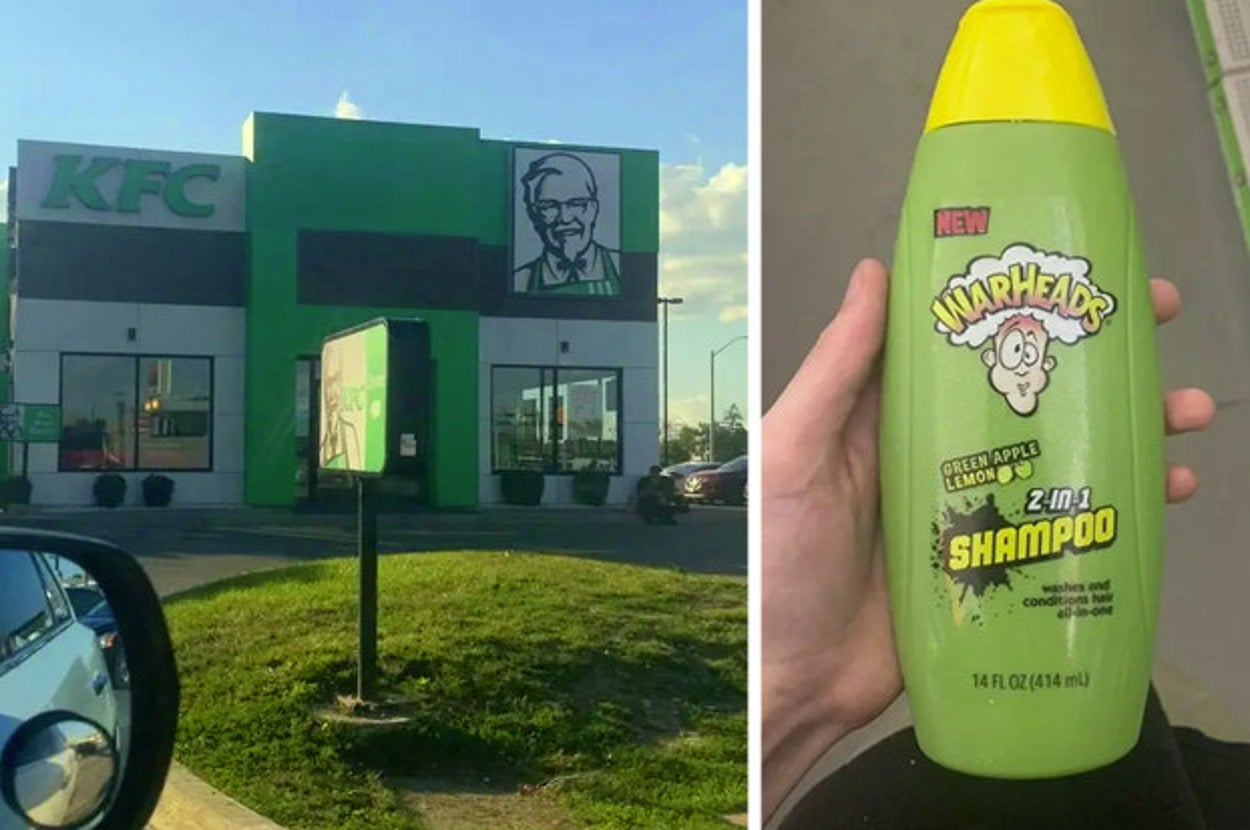 KFC
KFC
NEW
WARHEADS
GREEN APPLE
LEMON
2-IN-1
SHAMPOO
washes and
conditions hair
all-in-one
14 FL OZ (414 mL)